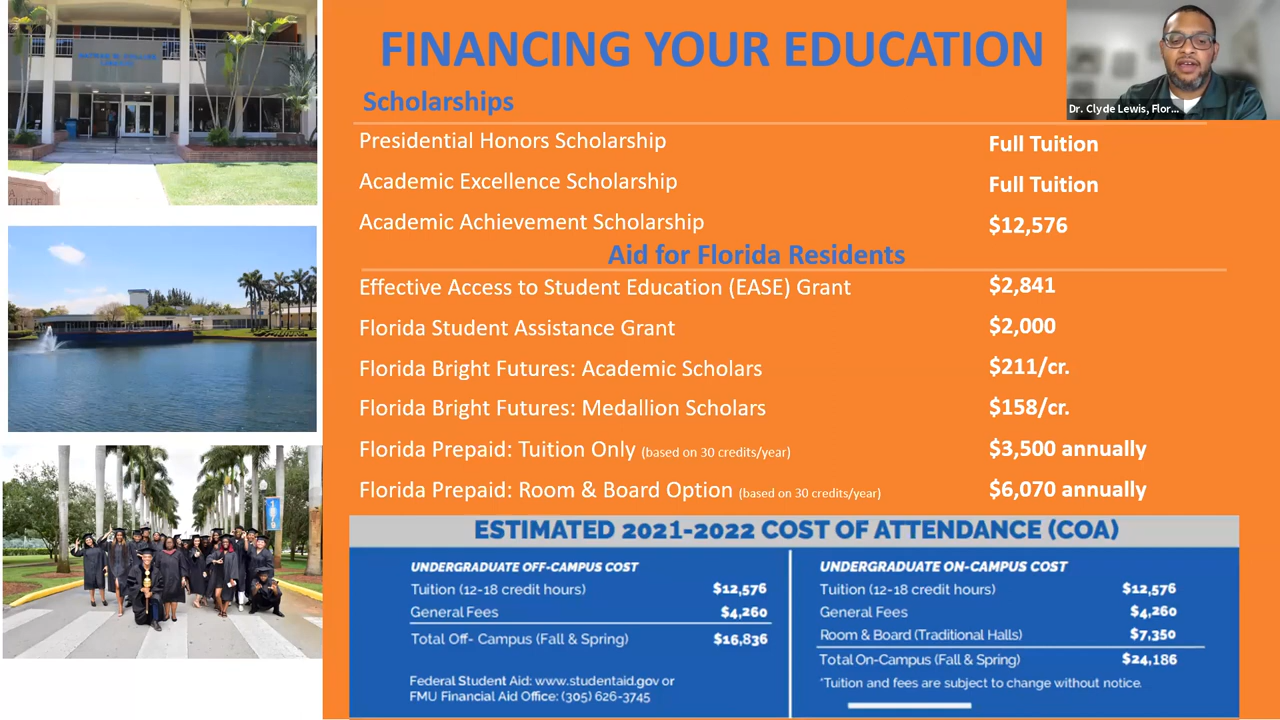 FINANCING YOUR EDUCATION
Dr. Clyde Lewis, Flor...
Scholarships
Presidential Honors Scholarship Full Tuition
Academic Excellence Scholarship Full Tuition
Academic Achievement Scholarship $12,576
Aid for Florida Residents
Effective Access to Student Education (EASE) Grant $2,841
Florida Student Assistance Grant $2,000
Florida Bright Futures: Academic Scholars $211/cr.
Florida Bright Futures: Medallion Scholars $158/cr.
Florida Prepaid: Tuition Only (based on 30 credits/year) $3,500 annually
Florida Prepaid: Room & Board Option (based on 30 credits/year) $6,070 annually
ESTIMATED 2021-2022 COST OF ATTENDANCE (COA)
UNDERGRADUATE OFF-CAMPUS COST
Tuition (12-18 credit hours) $12,576
General Fees $4,260
Total Off- Campus (Fall & Spring) $16,836
Federal Student Aid: www.studentaid.gov or
FMU Financial Aid Office: (305) 626-3745
UNDERGRADUATE ON-CAMPUS COST
Tuition (12-18 credit hours) $12,576
General Fees $4,260
Room & Board (Traditional Halls) $7,350
Total On-Campus (Fall & Spring) $24,186
*Tuition and fees are subject to change without notice.